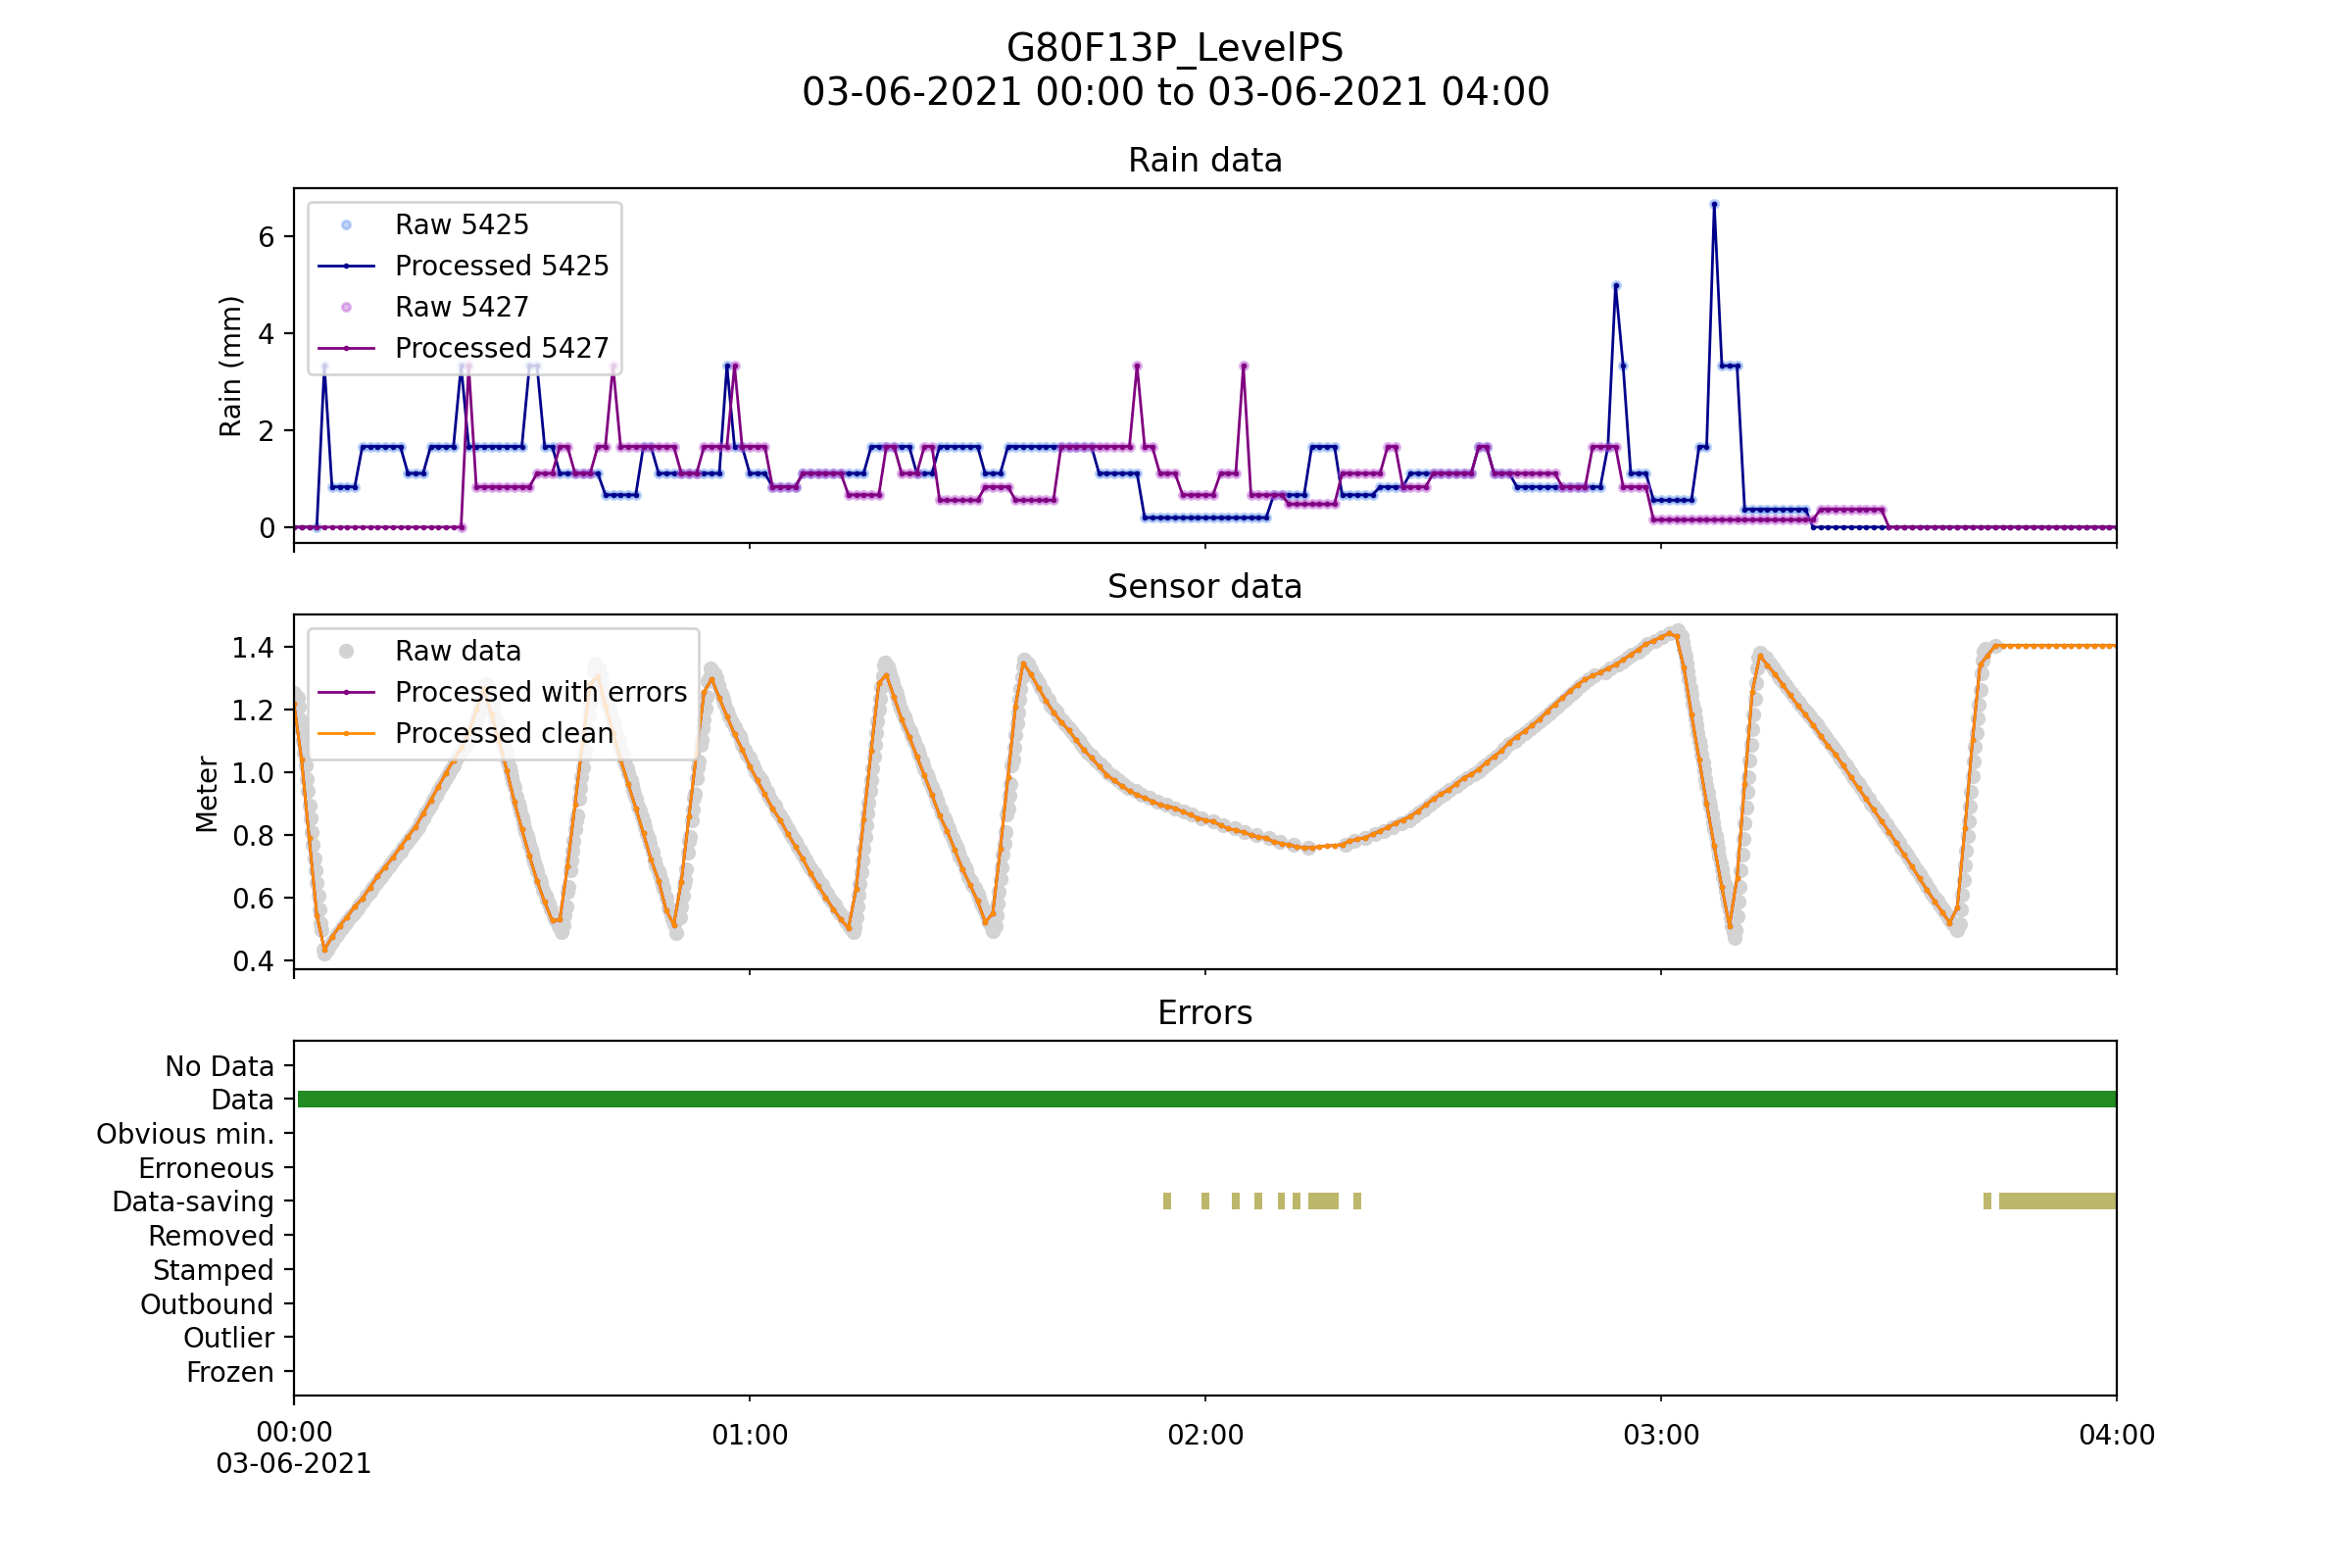 G80F13P_LevelPS
03-06-2021 00:00 to 03-06-2021 04:00
Rain data
Rain (mm)
6
4
2
0
Raw 5425
Processed 5425
Raw 5427
Processed 5427
Sensor data
Meter
1.4
1.2
1.0
0.8
0.6
0.4
Raw data
Processed with errors
Processed clean
Errors
No Data
Data
Obvious min.
Erroneous
Data-saving
Removed
Stamped
Outbound
Outlier
Frozen
00:00 01:00 02:00 03:00 04:00
03-06-2021